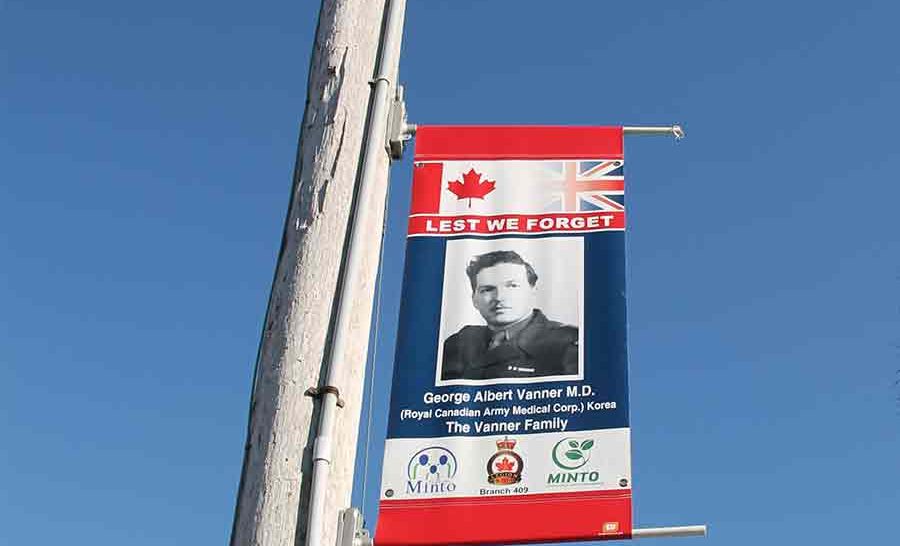 LEST WE FORGET
George Albert Vanner M.D.
(Royal Canadian Army Medical Corp.) Korea
The Vanner Family
Minto
Branch 409
MINTO